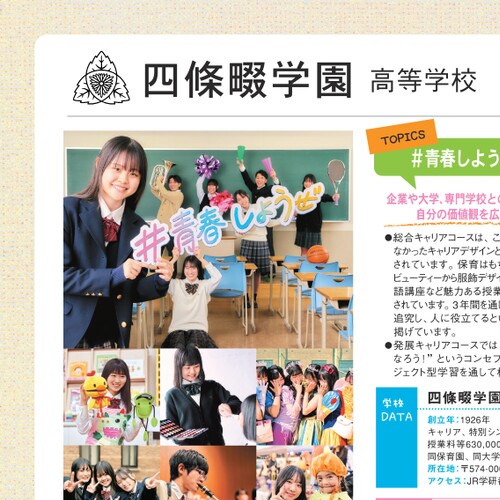 四條畷学園 高等学校
#青春しようぜ
TOPICS
#青春しよう
企業や大学、専門学校との
自分の価値観を広
●総合キャリアコースは、こ
なかったキャリアデザインと
されています。保育はも
ビューティーから服飾デザイ
語講座など魅力ある授業
されています。3年間を通
追究し、人に役立てるとい
掲げています。
●発展キャリアコースでは
なろう!”というコンセプ
ジェクト型学習を通して
学校
DATA
四條畷学園
創立年:1926年
キャリア、特別シン
授業料等630,00
同保育園、同大学
所在地:〒574-00
アクセス:JR学研